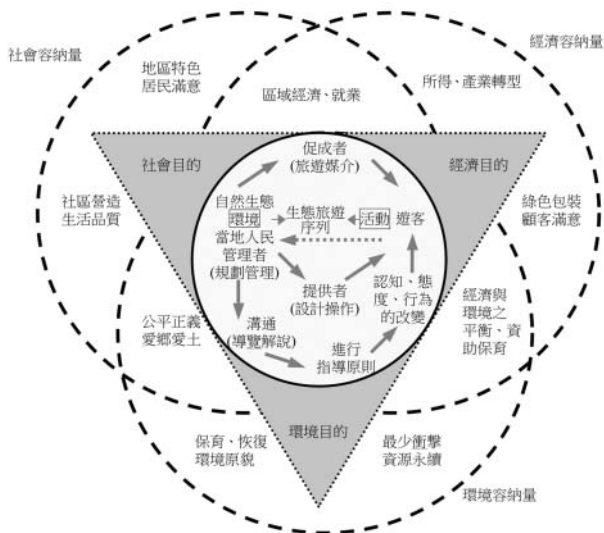 社會容納量
經濟容納量
地區特色
居民滿意
區域經濟、就業
所得、產業轉型
社會目的
促成者
(旅遊媒介)
經濟目的
社區營造
生活品質
自然生態
環境
生態旅遊
序列
活動
遊客
綠色包裝
顧客滿意
當地人民
管理者
(規劃管理)
提供者
(設計操作)
認知、態
度、行為
的改變
經濟與
環境之
平衡、資
助保育
公平正義
愛鄉愛土
溝通
(導覽解說)
進行
指導原則
環境目的
保育、恢復
環境原貌
最少衝擊
資源永續
環境容納量